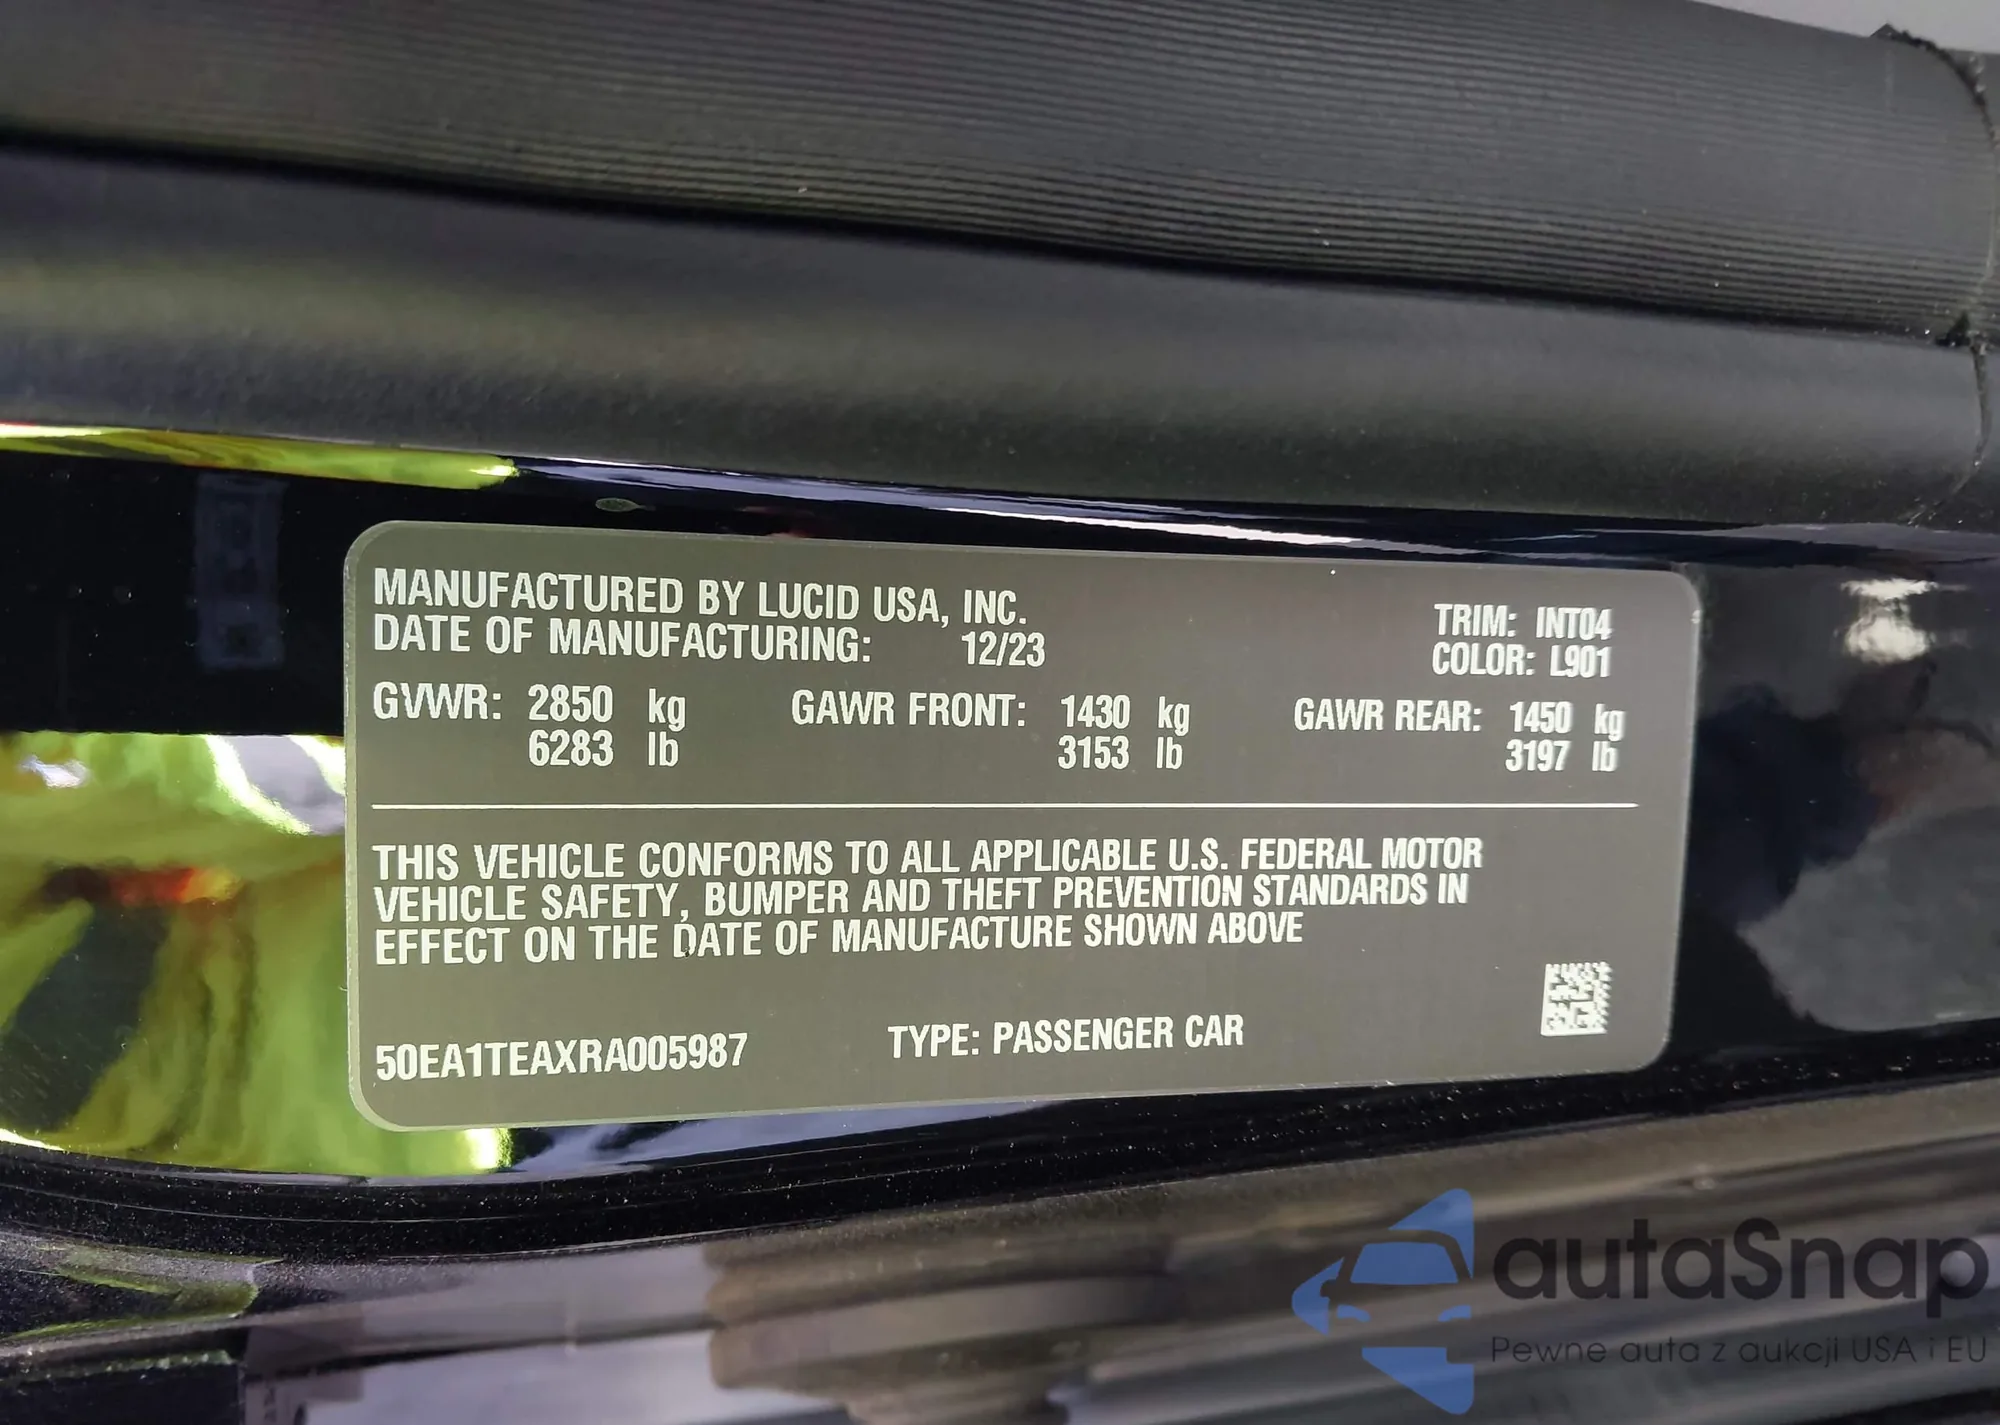 MANUFACTURED BY LUCID USA, INC.
DATE OF MANUFACTURING: 12/23
TRIM: INT04
COLOR: L901
GVWR: 2850 kg GAWR FRONT: 1430 kg GAWR REAR: 1450 kg
6283 lb 3153 lb 3197 lb
THIS VEHICLE CONFORMS TO ALL APPLICABLE U.S. FEDERAL MOTOR
VEHICLE SAFETY, BUMPER AND THEFT PREVENTION STANDARDS IN
EFFECT ON THE DATE OF MANUFACTURE SHOWN ABOVE
50EA1TEAXRA005987 TYPE: PASSENGER CAR
autaSnap
Pewne auta z aukcji USA i EU